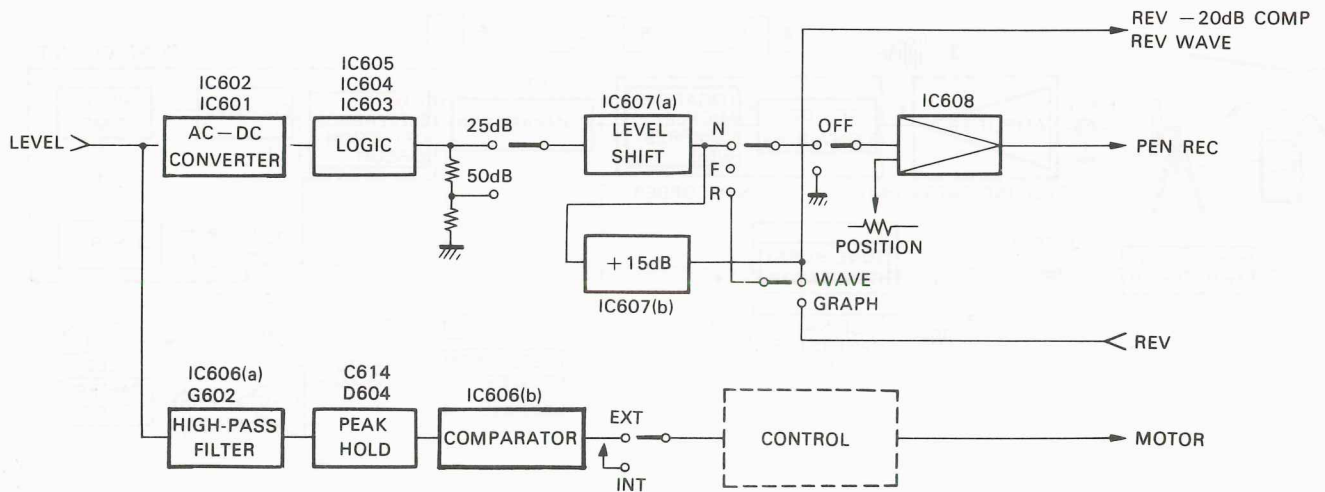 REV −20dB COMP
REV WAVE
IC602
IC601
IC605
IC604
IC603
IC607(a)
IC608
LEVEL
AC−DC
CONVERTER
LOGIC
25dB
50dB
LEVEL
SHIFT
N
F
R
OFF
PEN REC
POSITION
+15dB
IC607(b)
WAVE
GRAPH
REV
IC606(a)
G602
C614
D604
IC606(b)
HIGH-PASS
FILTER
PEAK
HOLD
COMPARATOR
EXT
INT
CONTROL
MOTOR